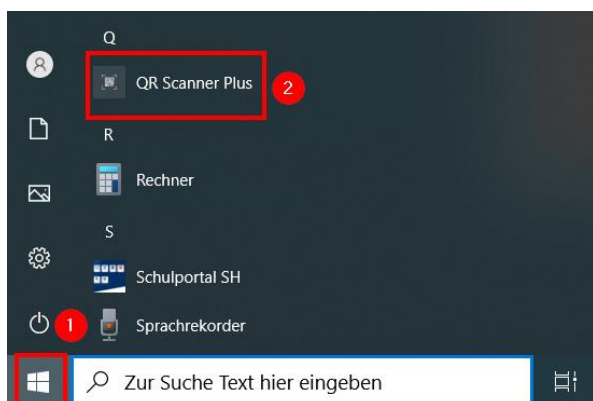 Q
QR Scanner Plus
2
R
Rechner
S
Schulportal SH
1
Sprachrekorder
Zur Suche Text hier eingeben